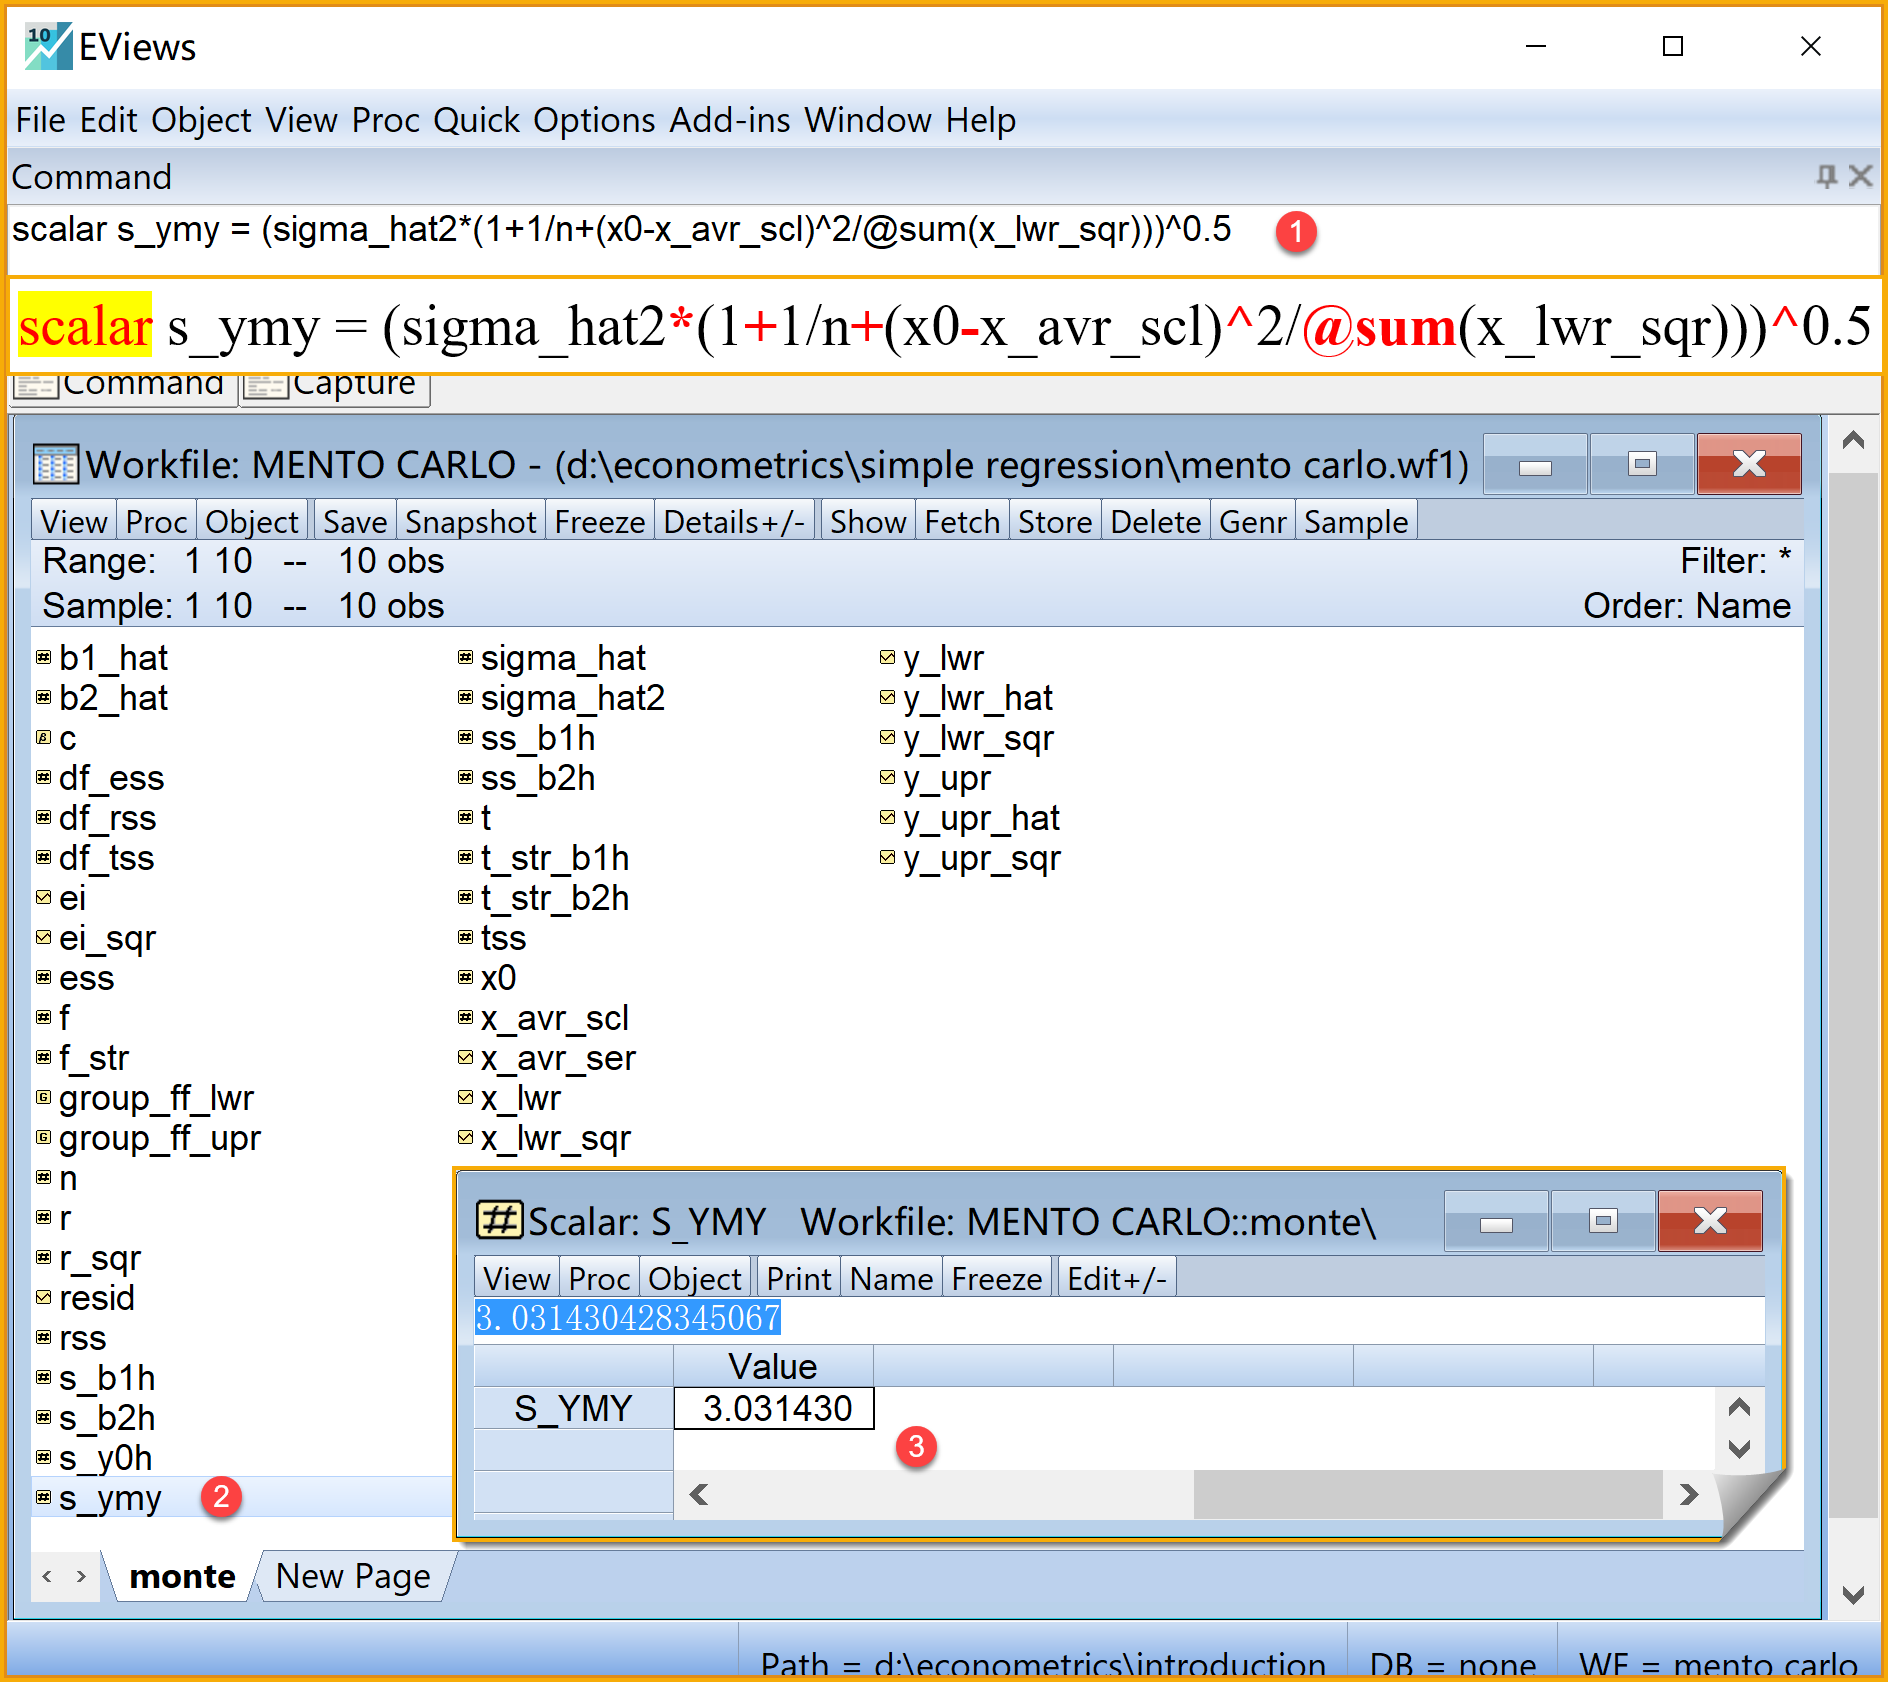 10 EViews
File Edit Object View Proc Quick Options Add-ins Window Help
Command
scalar s_ymy = (sigma_hat2*(1+1/n+(x0-x_avr_scl)^2/@sum(x_lwr_sqr)))^0.5 1
scalar s_ymy = (sigma_hat2*(1+1/n+(x0-x_avr_scl)^2/@sum(x_lwr_sqr)))^0.5
Command Capture
Workfile: MENTO CARLO - (d:\econometrics\simple regression\mento carlo.wf1)
View Proc Object Save Snapshot Freeze Details+/- Show Fetch Store Delete Genr Sample
Range: 1 10 -- 10 obs Filter: *
Sample: 1 10 -- 10 obs Order: Name
b1_hat
b2_hat
c
df_ess
df_rss
df_tss
ei
ei_sqr
ess
f
f_str
group_ff_lwr
group_ff_upr
n
r
r_sqr
resid
rss
s_b1h
s_b2h
s_y0h
s_ymy 2
sigma_hat
sigma_hat2
ss_b1h
ss_b2h
t
t_str_b1h
t_str_b2h
tss
x0
x_avr_scl
x_avr_ser
x_lwr
x_lwr_sqr
y_lwr
y_lwr_hat
y_lwr_sqr
y_upr
y_upr_hat
y_upr_sqr
Scalar: S_YMY Workfile: MENTO CARLO::monte\
View Proc Object Print Name Freeze Edit+/-
3.031430428345067
Value
S_YMY 3.031430
3
monte New Page
Path = d:\econometrics\introduction DB = none WF = mento carlo